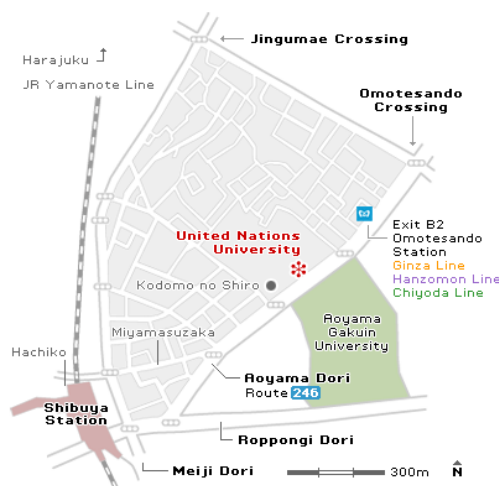 Jingumae Crossing
Harajuku
JR Yamanote Line
Omotesando
Crossing
Exit B2
Omotesando
Station
Ginza Line
Hanzomon Line
Chiyoda Line
United Nations
University
Kodomo no Shiro
Aoyama
Gakuin
University
Miyamasuzaka
Hachiko
Aoyama Dori
Route 246
Shibuya
Station
Roppongi Dori
Meiji Dori
300m
N